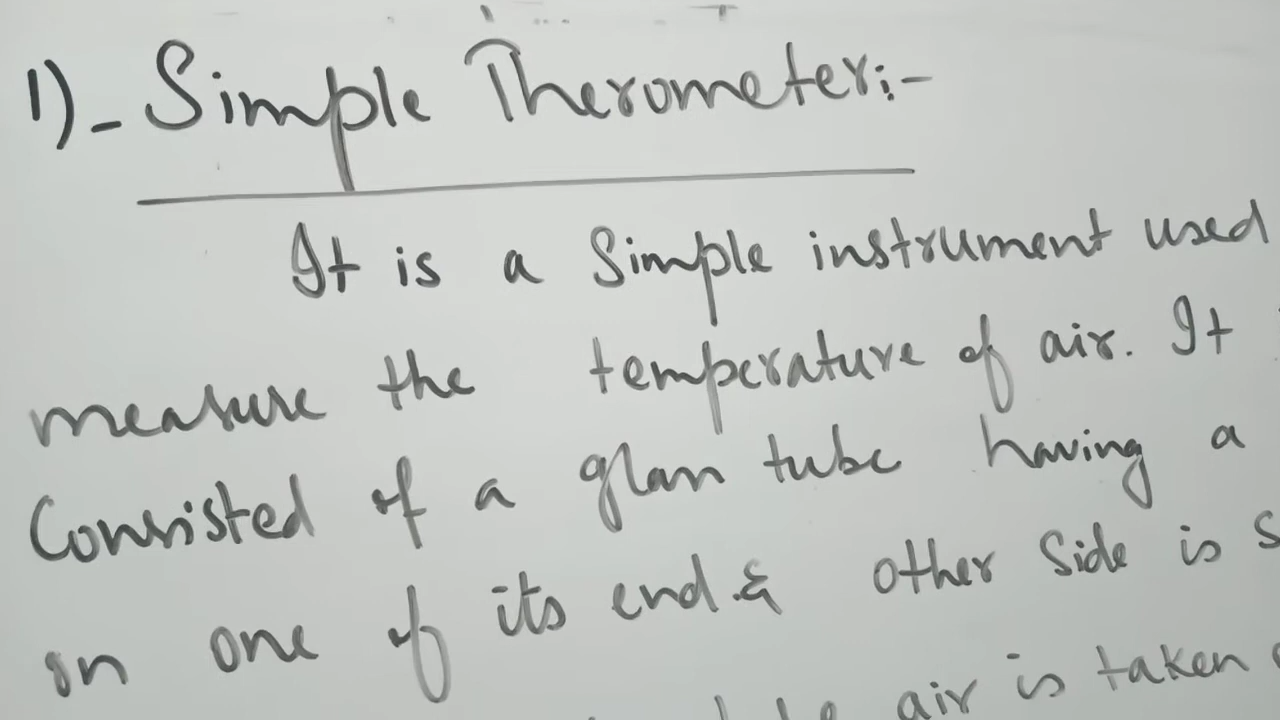 1)- Simple Therometer:-
It is a Simple instrument used
measure the temperature of air. It
Consisted of a glass tube having a
on one of its end & other Side is S
air is taken